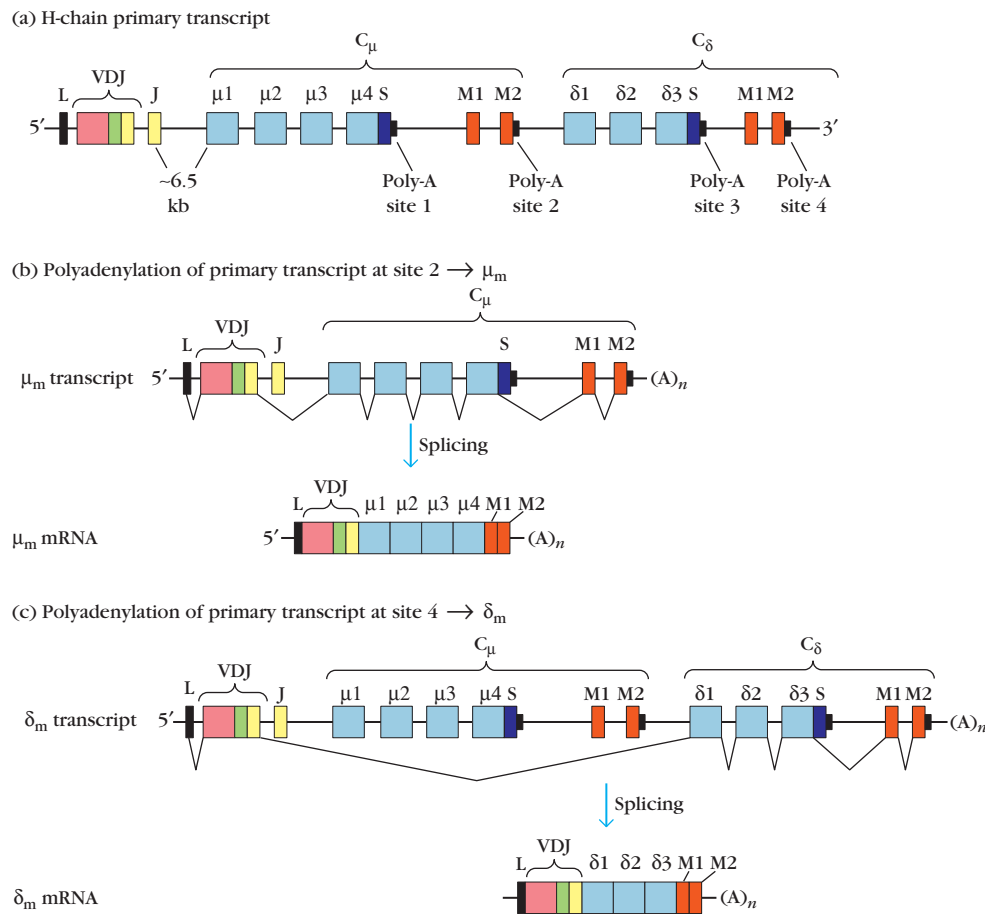 (a) H-chain primary transcript
Cμ Cδ
VDJ
L J μ1 μ2 μ3 μ4 S M1 M2 δ1 δ2 δ3 S M1 M2
5′ 3′
~6.5 Poly-A Poly-A Poly-A Poly-A
kb site 1 site 2 site 3 site 4
(b) Polyadenylation of primary transcript at site 2 → μm
Cμ
VDJ
L J S M1 M2
μm transcript 5′ (A)n
Splicing
VDJ
L μ1 μ2 μ3 μ4 M1 M2
μm mRNA 5′ (A)n
(c) Polyadenylation of primary transcript at site 4 → δm
Cμ Cδ
VDJ
L J μ1 μ2 μ3 μ4 S M1 M2 δ1 δ2 δ3 S M1 M2
δm transcript 5′ (A)n
Splicing
VDJ
L δ1 δ2 δ3 M1 M2
δm mRNA (A)n